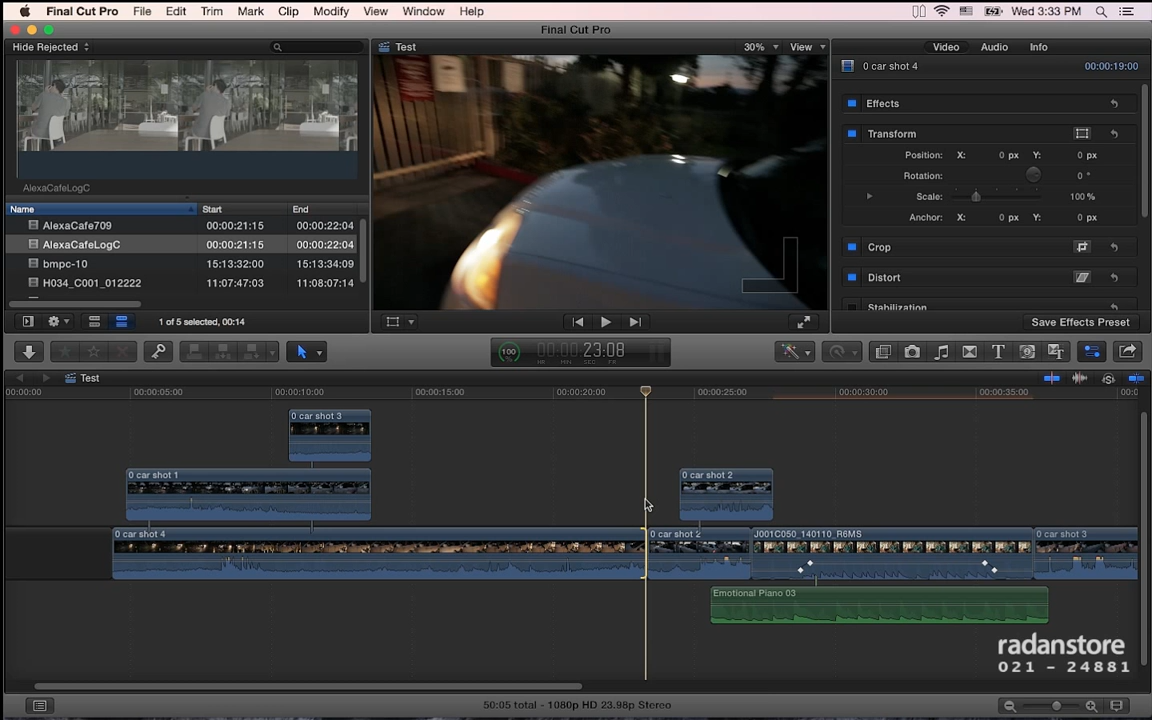 Final Cut Pro File Edit Trim Mark Clip Modify View Window Help Wed 3:33 PM
Final Cut Pro
Hide Rejected
Test 30% View
Video Audio Info
0 car shot 4 00:00:19:00
Effects
Transform
Position: X: 0 px Y: 0 px
Rotation: 0 °
Scale: 100 %
Anchor: X: 0 px Y: 0 px
Crop
Distort
Stabilization
Save Effects Preset
AlexaCafeLogC
Name Start End
AlexaCafe709 00:00:21:15 00:00:22:04
AlexaCafeLogC 00:00:21:15 00:00:22:04
bmpc-10 15:13:32:00 15:13:34:09
H034_C001_012222 11:07:47:03 11:08:07:14
1 of 5 selected, 00:14
100 00:00:23:08
HR MIN SEC FR
Test
00:00:00 00:00:05:00 00:00:10:00 00:00:15:00 00:00:20:00 00:00:25:00 00:00:30:00 00:00:35:00
0 car shot 3
0 car shot 1
0 car shot 2
0 car shot 4
0 car shot 2
J001C050_140110_R6MS
0 car shot 3
Emotional Piano 03
radanstore
021 - 24881
50:05 total - 1080p HD 23.98p Stereo